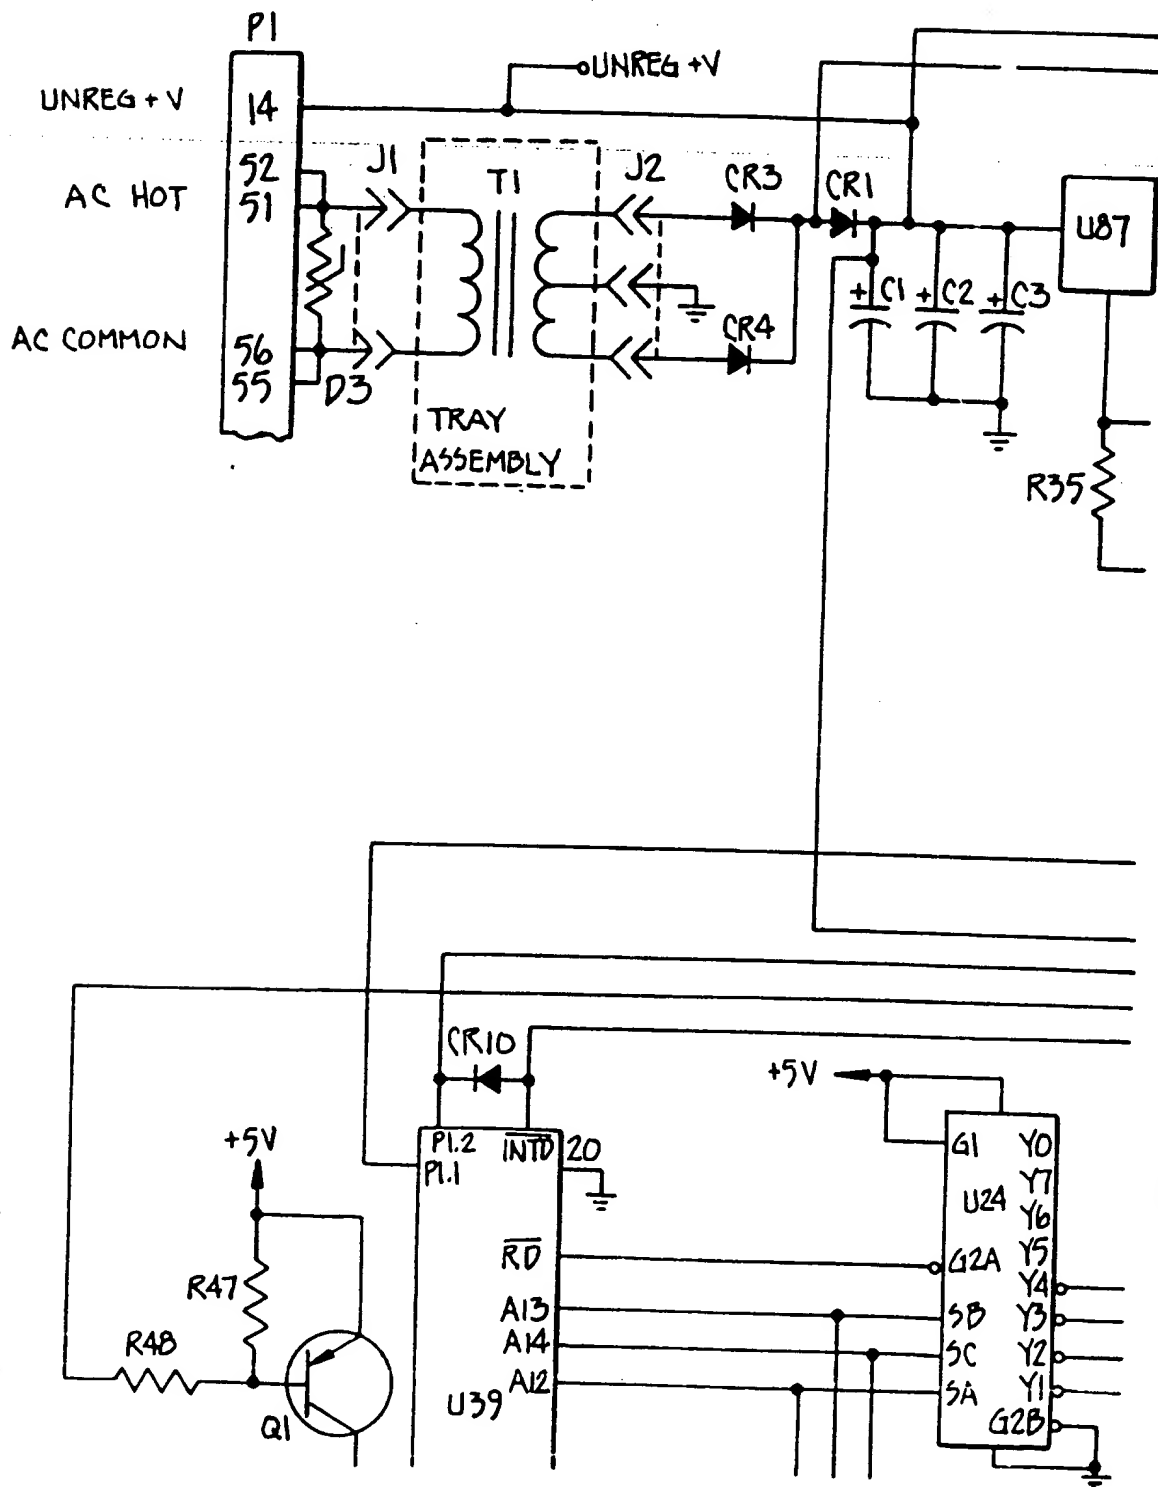 P1
UNREG +V
UNREG + V
14
52
J1
T1
J2
CR3
CR1
AC HOT
51
U87
+ C1
+ C2
+ C3
CR4
AC COMMON
56
55
D3
TRAY
ASSEMBLY
R35
CR10
+5V
+5V
P1.2
INTO
20
P1.1
G1
Y0
Y7
U24
Y6
RD
G2A
Y5
Y4
R47
A13
SB
Y3
R48
A14
SC
Y2
A12
SA
Y1
U39
G2B
Q1